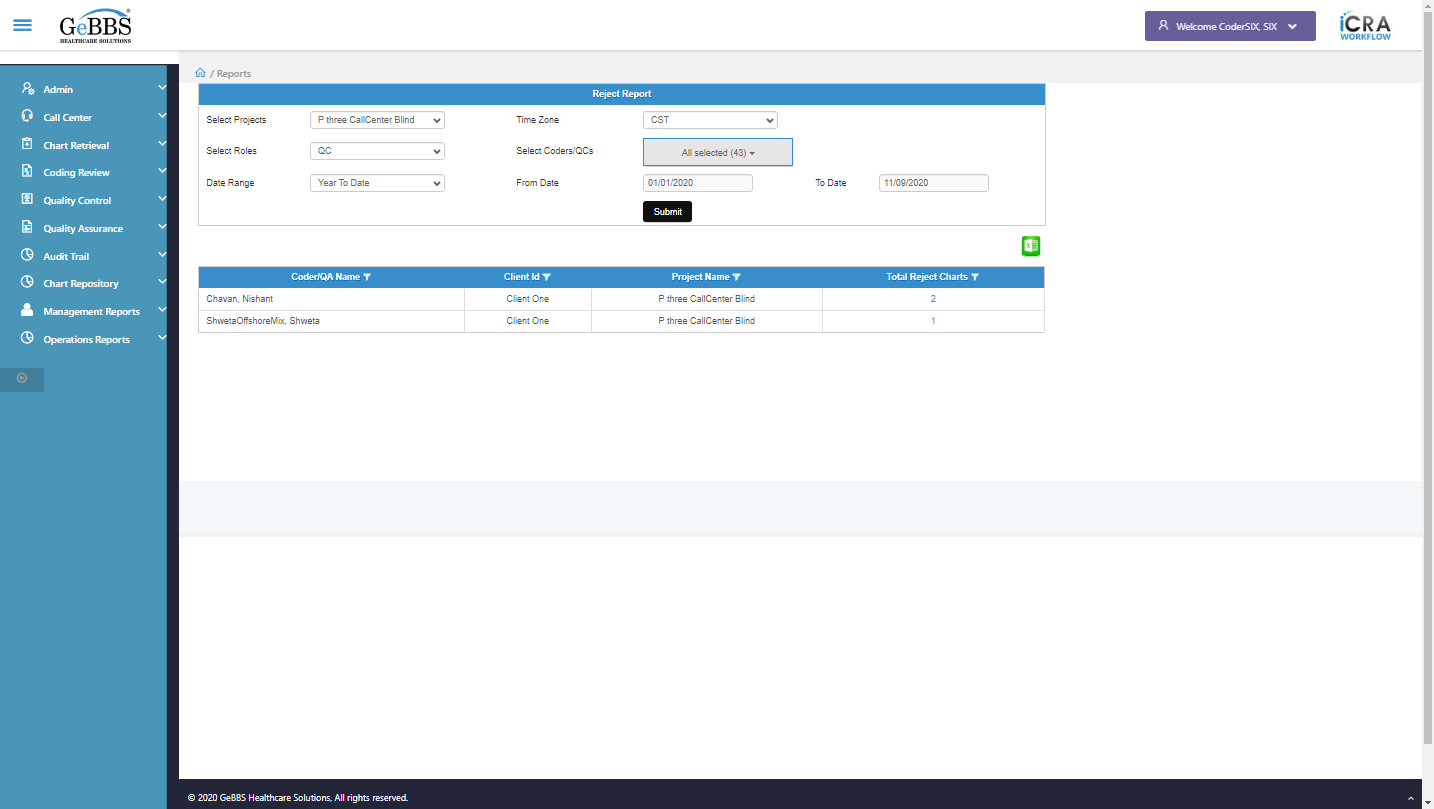 GeBBS
HEALTHCARE SOLUTIONS
Welcome CoderSIX, SIX
iCRA
WORKFLOW
Admin
Call Center
Chart Retrieval
Coding Review
Quality Control
Quality Assurance
Audit Trail
Chart Repository
Management Reports
Operations Reports
/ Reports
Reject Report
Select Projects P three CallCenter Blind Time Zone CST
Select Roles QC Select Coders/QCs All selected (43)
Date Range Year To Date From Date 01/01/2020 To Date 11/09/2020
Submit
Coder/QA Name Client Id Project Name Total Reject Charts
Chavan, Nishant Client One P three CallCenter Blind 2
ShwetaOffshoreMix, Shweta Client One P three CallCenter Blind 1
© 2020 GeBBS Healthcare Solutions, All rights reserved.